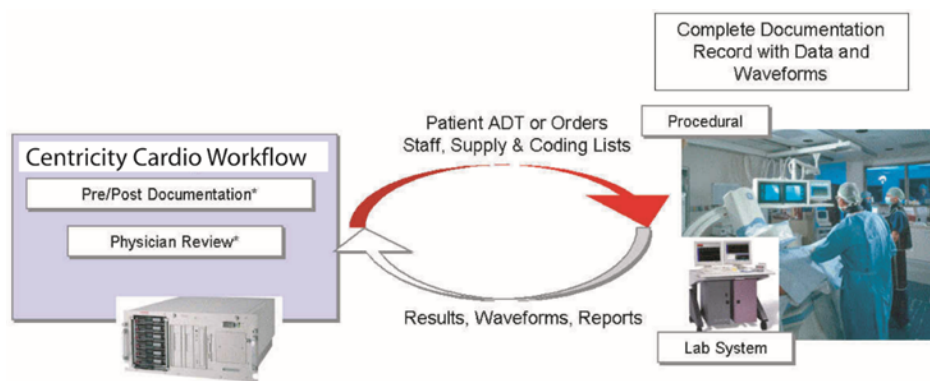 Complete Documentation
Record with Data and
Waveforms
Procedural
Patient ADT or Orders
Staff, Supply & Coding Lists
Centricity Cardio Workflow
Pre/Post Documentation*
Physician Review*
Results, Waveforms, Reports
Lab System